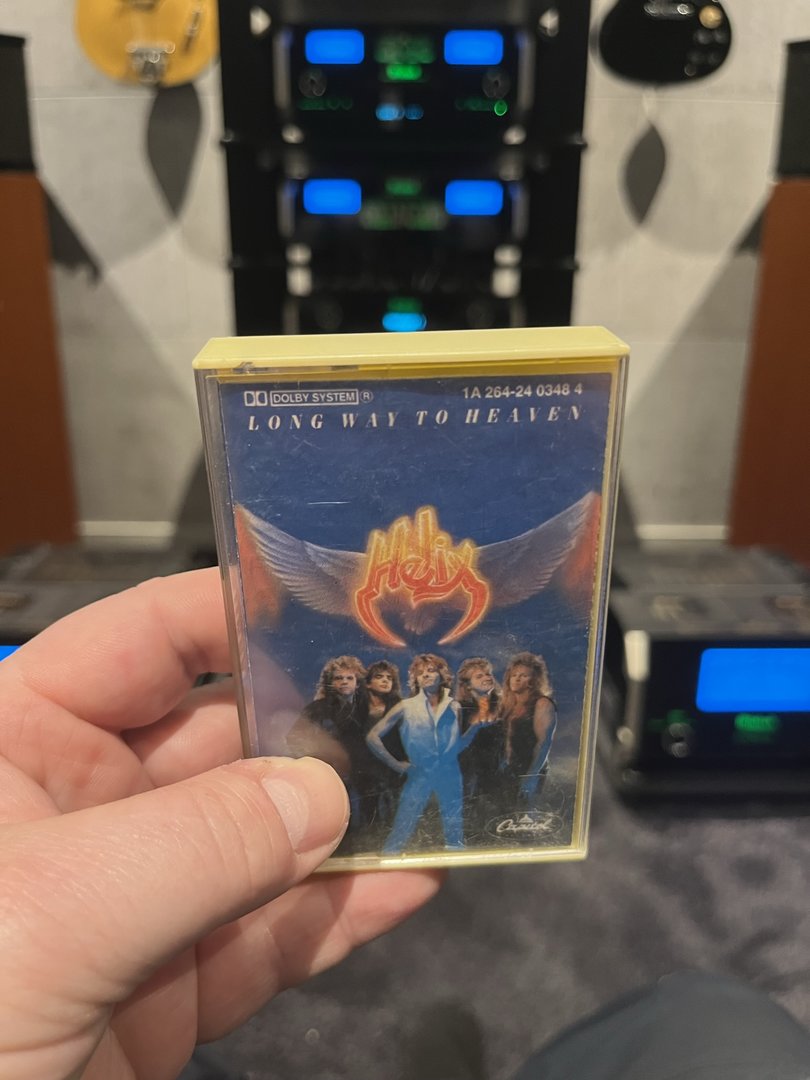 DOLBY SYSTEM® 1A 264-24 0348 4
LONG WAY TO HEAVEN
Helix
Capitol